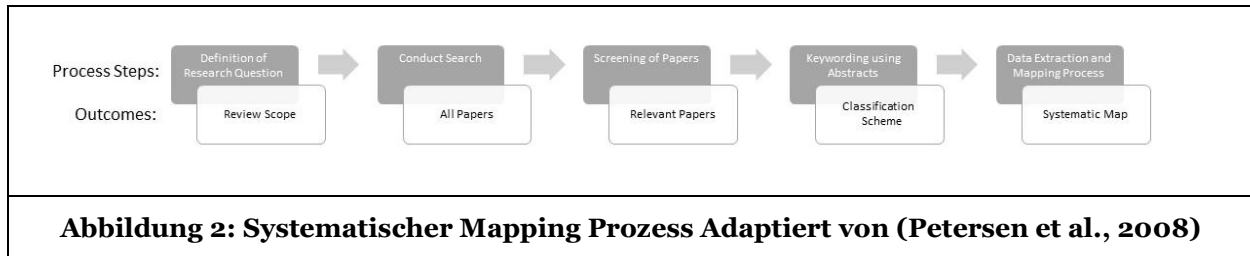 Process Steps:
Definition of
Research Question
Conduct Search
Screening of Papers
Keywording using
Abstracts
Data Extraction and
Mapping Process
Outcomes:
Review Scope
All Papers
Relevant Papers
Classification
Scheme
Systematic Map
Abbildung 2: Systematischer Mapping Prozess Adaptiert von (Petersen et al., 2008)